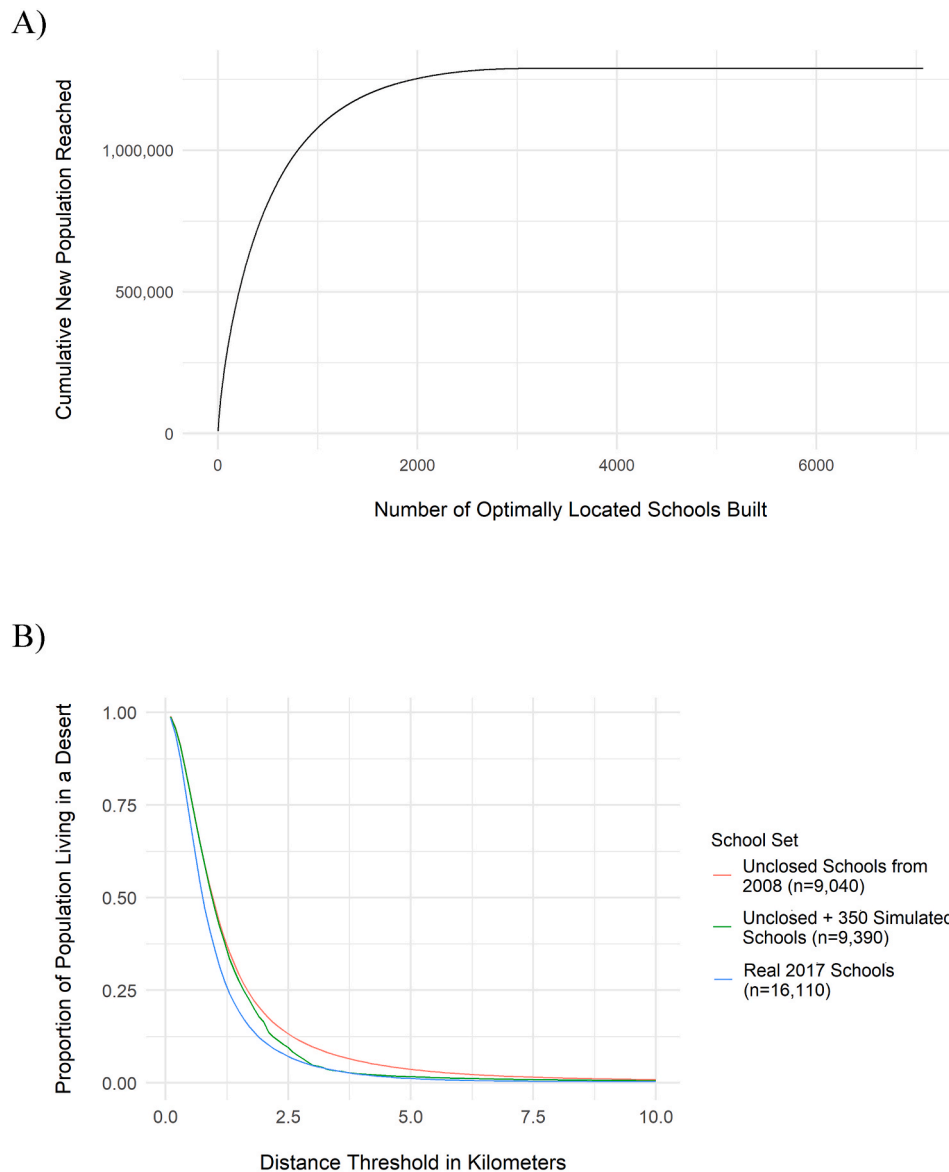 A)
Cumulative New Population Reached
1,000,000
500,000
0
0 2000 4000 6000
Number of Optimally Located Schools Built
B)
Proportion of Population Living in a Desert
1.00
0.75
0.50
0.25
0.00
0.0 2.5 5.0 7.5 10.0
Distance Threshold in Kilometers
School Set
Unclosed Schools from
2008 (n=9,040)
Unclosed + 350 Simulated
Schools (n=9,390)
Real 2017 Schools
(n=16,110)